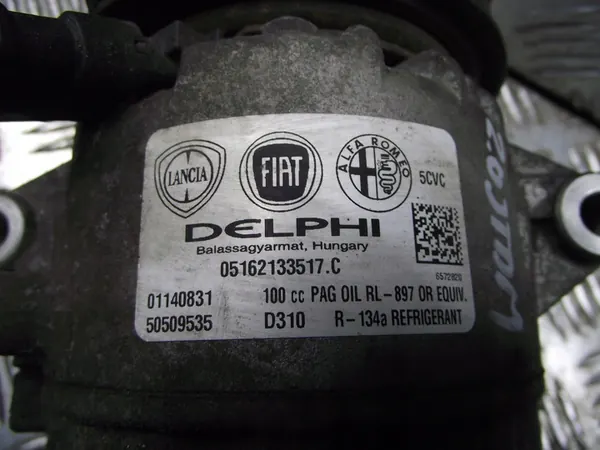 LANCIA FIAT ALFA ROMEO 5CVC
DELPHI
Balassagyarmat, Hungary
05162133517.C
6572820
01140831 100 cc PAG OIL RL-897 OR EQUIV.
50509535 D310 R-134a REFRIGERANT